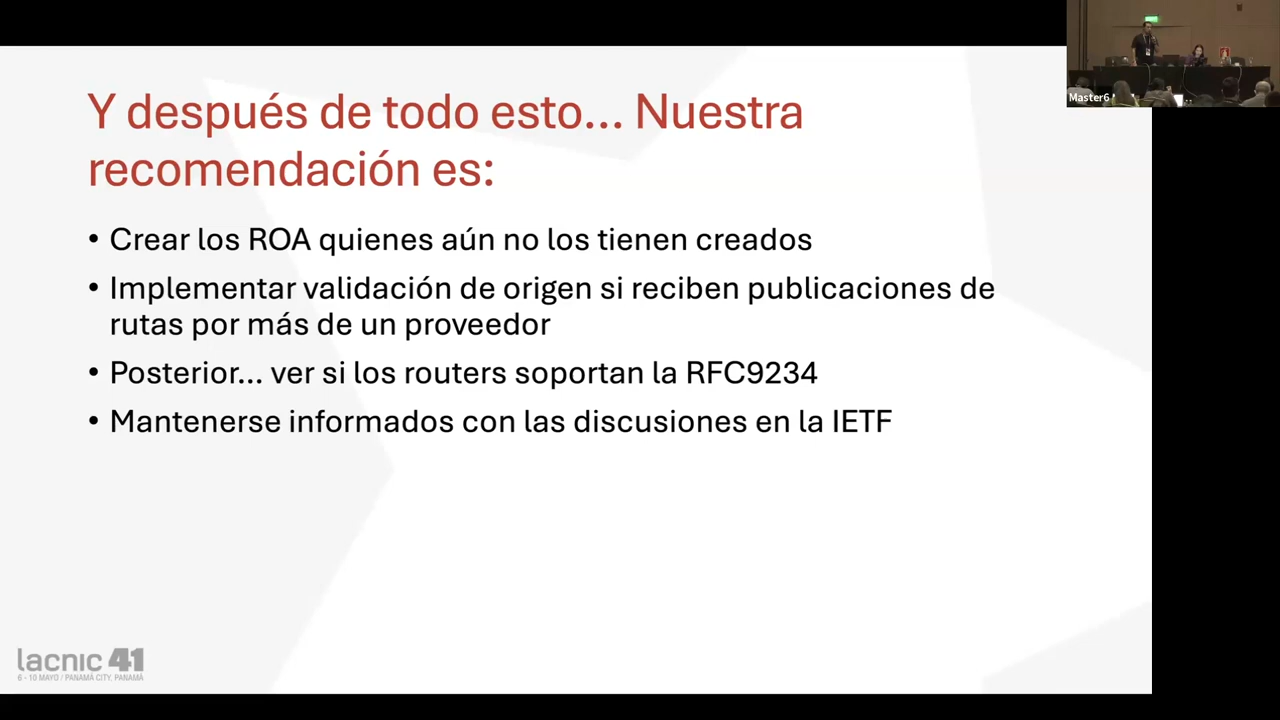 Y después de todo esto... Nuestra
recomendación es:
• Crear los ROA quienes aún no los tienen creados
• Implementar validación de origen si reciben publicaciones de
rutas por más de un proveedor
• Posterior... ver si los routers soportan la RFC9234
• Mantenerse informados con las discusiones en la IETF
lacnic 41
6 - 10 MAYO / PANAMÁ CITY, PANAMÁ
Master6